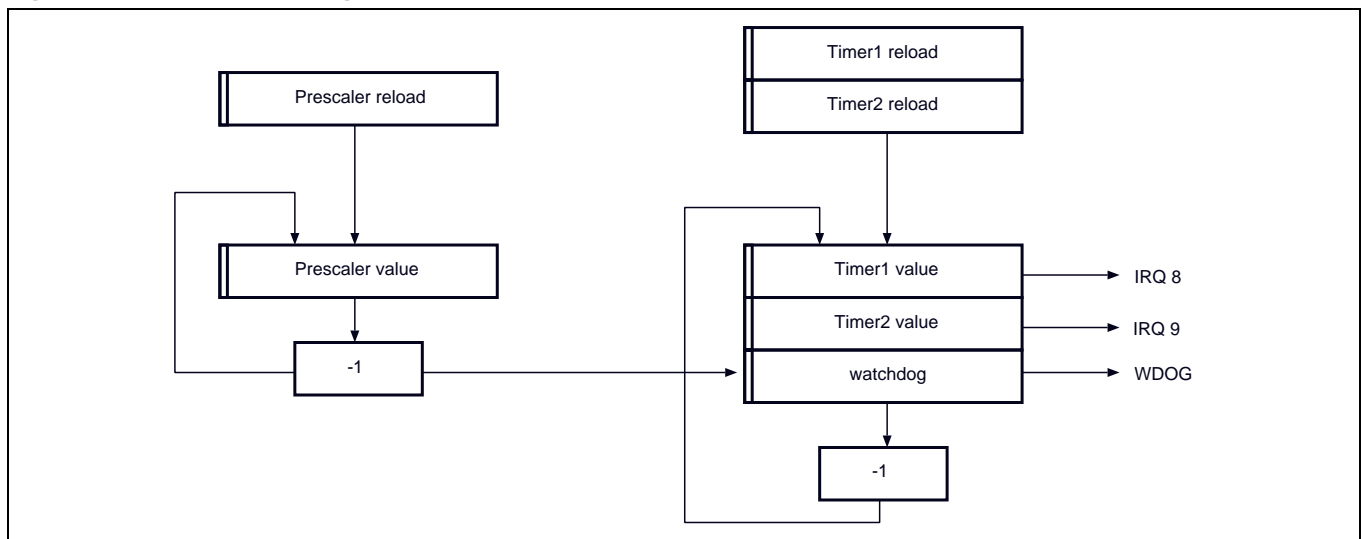 Timer1 reload
Prescaler reload
Timer2 reload
Prescaler value
Timer1 value
IRQ 8
Timer2 value
IRQ 9
-1
watchdog
WDOG
-1